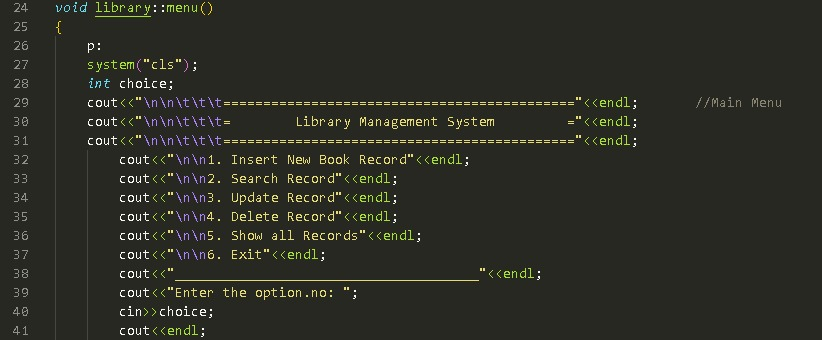 24 void library::menu()
25 {
26 p:
27 system("cls");
28 int choice;
29 cout<<"\n\n\t\t\t============================================"<<endl; //Main Menu
30 cout<<"\n\n\t\t\t= Library Management System ="<<endl;
31 cout<<"\n\n\t\t\t============================================"<<endl;
32 cout<<"\n\n1. Insert New Book Record"<<endl;
33 cout<<"\n\n2. Search Record"<<endl;
34 cout<<"\n\n3. Update Record"<<endl;
35 cout<<"\n\n4. Delete Record"<<endl;
36 cout<<"\n\n5. Show all Records"<<endl;
37 cout<<"\n\n6. Exit"<<endl;
38 cout<<"______________________________________"<<endl;
39 cout<<"Enter the option.no: ";
40 cin>>choice;
41 cout<<endl;